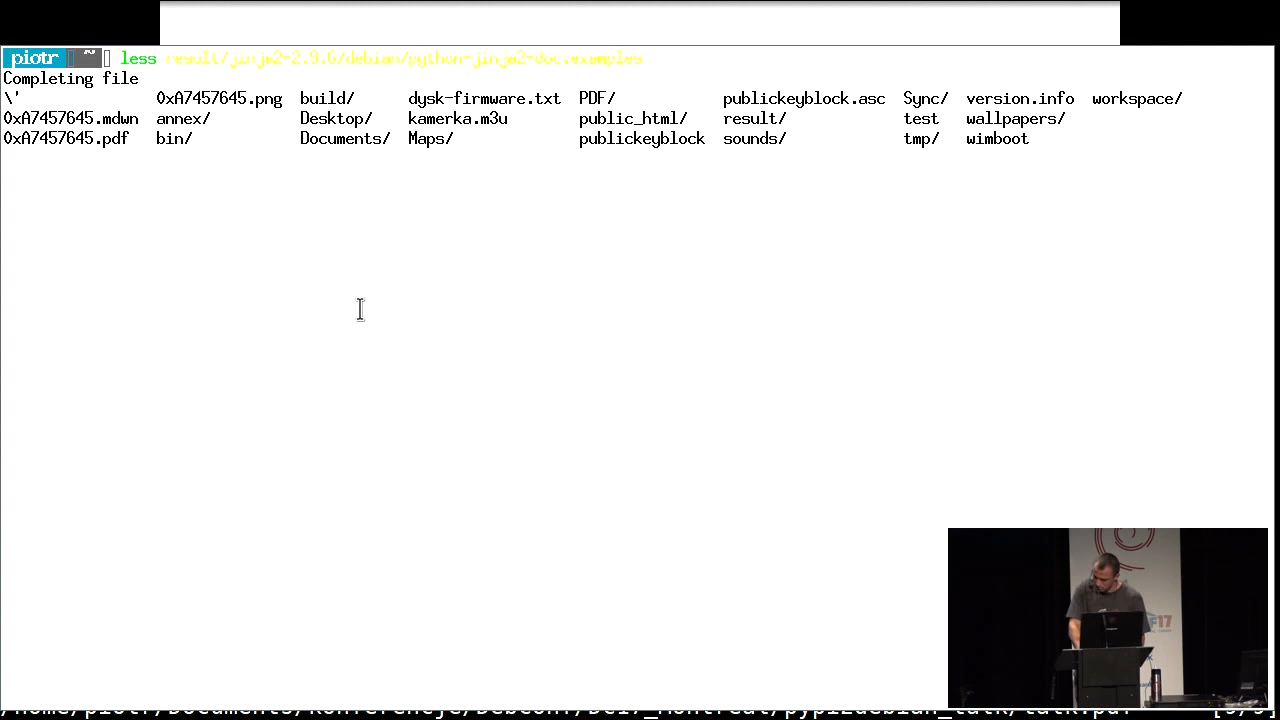 piotr ~ less result/jinja2-2.9.6/debian/python-jinja2-doc.examples
Completing file
\' 0xA7457645.png build/ dysk-firmware.txt PDF/ publickeyblock.asc Sync/ version.info workspace/
0xA7457645.mdwn annex/ Desktop/ kamerka.m3u public_html/ result/ test wallpapers/
0xA7457645.pdf bin/ Documents/ Maps/ publickeyblock sounds/ tmp/ wimboot
F17